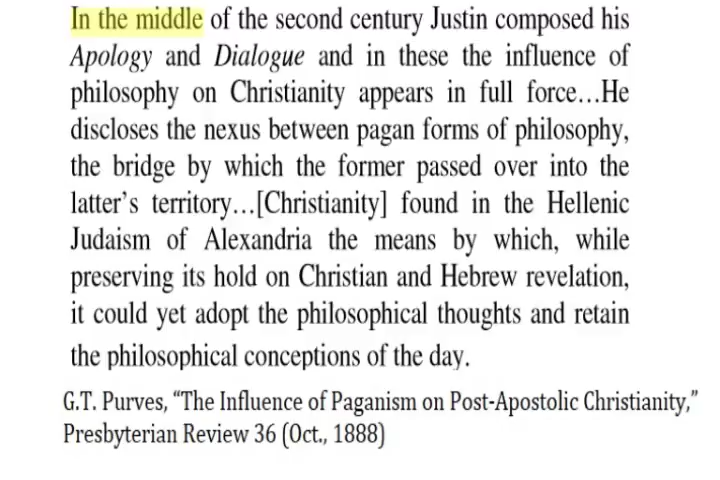 In the middle of the second century Justin composed his
Apology and Dialogue and in these the influence of
philosophy on Christianity appears in full force…He
discloses the nexus between pagan forms of philosophy,
the bridge by which the former passed over into the
latter’s territory…[Christianity] found in the Hellenic
Judaism of Alexandria the means by which, while
preserving its hold on Christian and Hebrew revelation,
it could yet adopt the philosophical thoughts and retain
the philosophical conceptions of the day.
G.T. Purves, “The Influence of Paganism on Post-Apostolic Christianity,”
Presbyterian Review 36 (Oct., 1888)